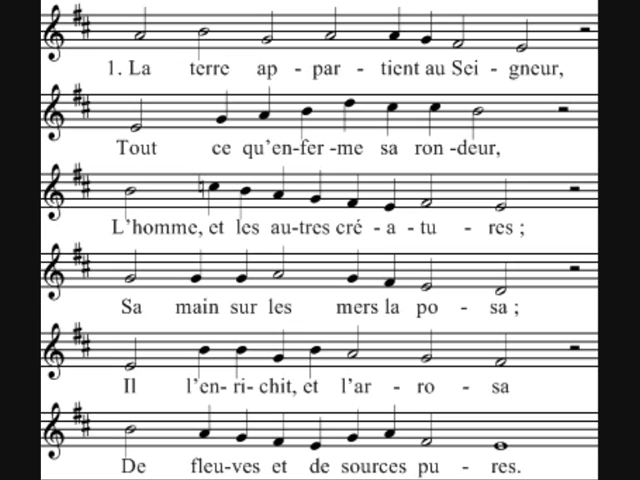 1. La terre ap - par - tient au Sei - gneur,
Tout ce qu'en-fer -me sa ron -deur,
L'homme, et les au-tres cré - a - tu - res ;
Sa main sur les mers la po - sa ;
Il l'en- ri- chit, et l'ar - ro - sa
De fleu-ves et de sources pu - res.